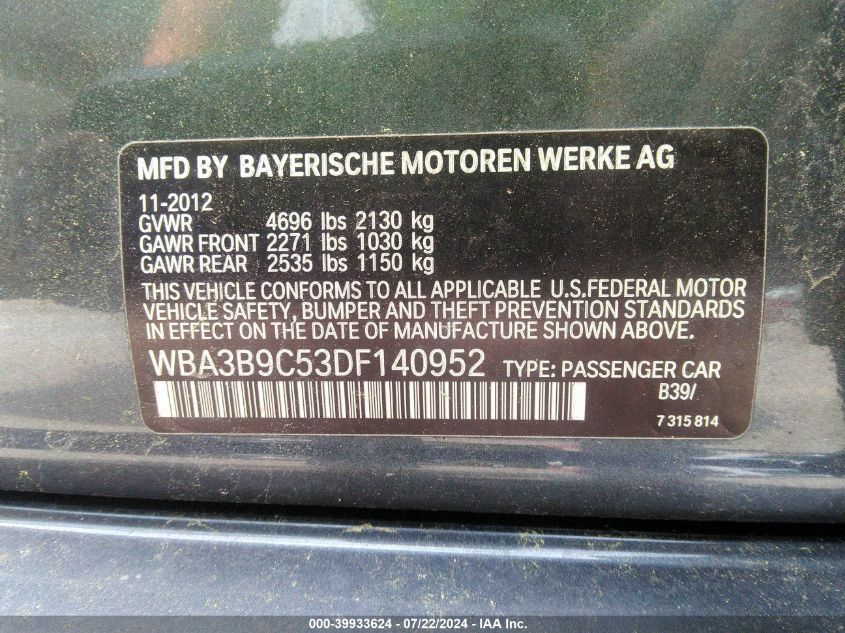 MFD BY BAYERISCHE MOTOREN WERKE AG
11-2012
GVWR 4696 lbs 2130 kg
GAWR FRONT 2271 lbs 1030 kg
GAWR REAR 2535 lbs 1150 kg
THIS VEHICLE CONFORMS TO ALL APPLICABLE U.S.FEDERAL MOTOR
VEHICLE SAFETY, BUMPER AND THEFT PREVENTION STANDARDS
IN EFFECT ON THE DATE OF MANUFACTURE SHOWN ABOVE.
WBA3B9C53DF140952 TYPE: PASSENGER CAR
B39/
7 315 814
000-39933624 - 07/22/2024 - IAA Inc.